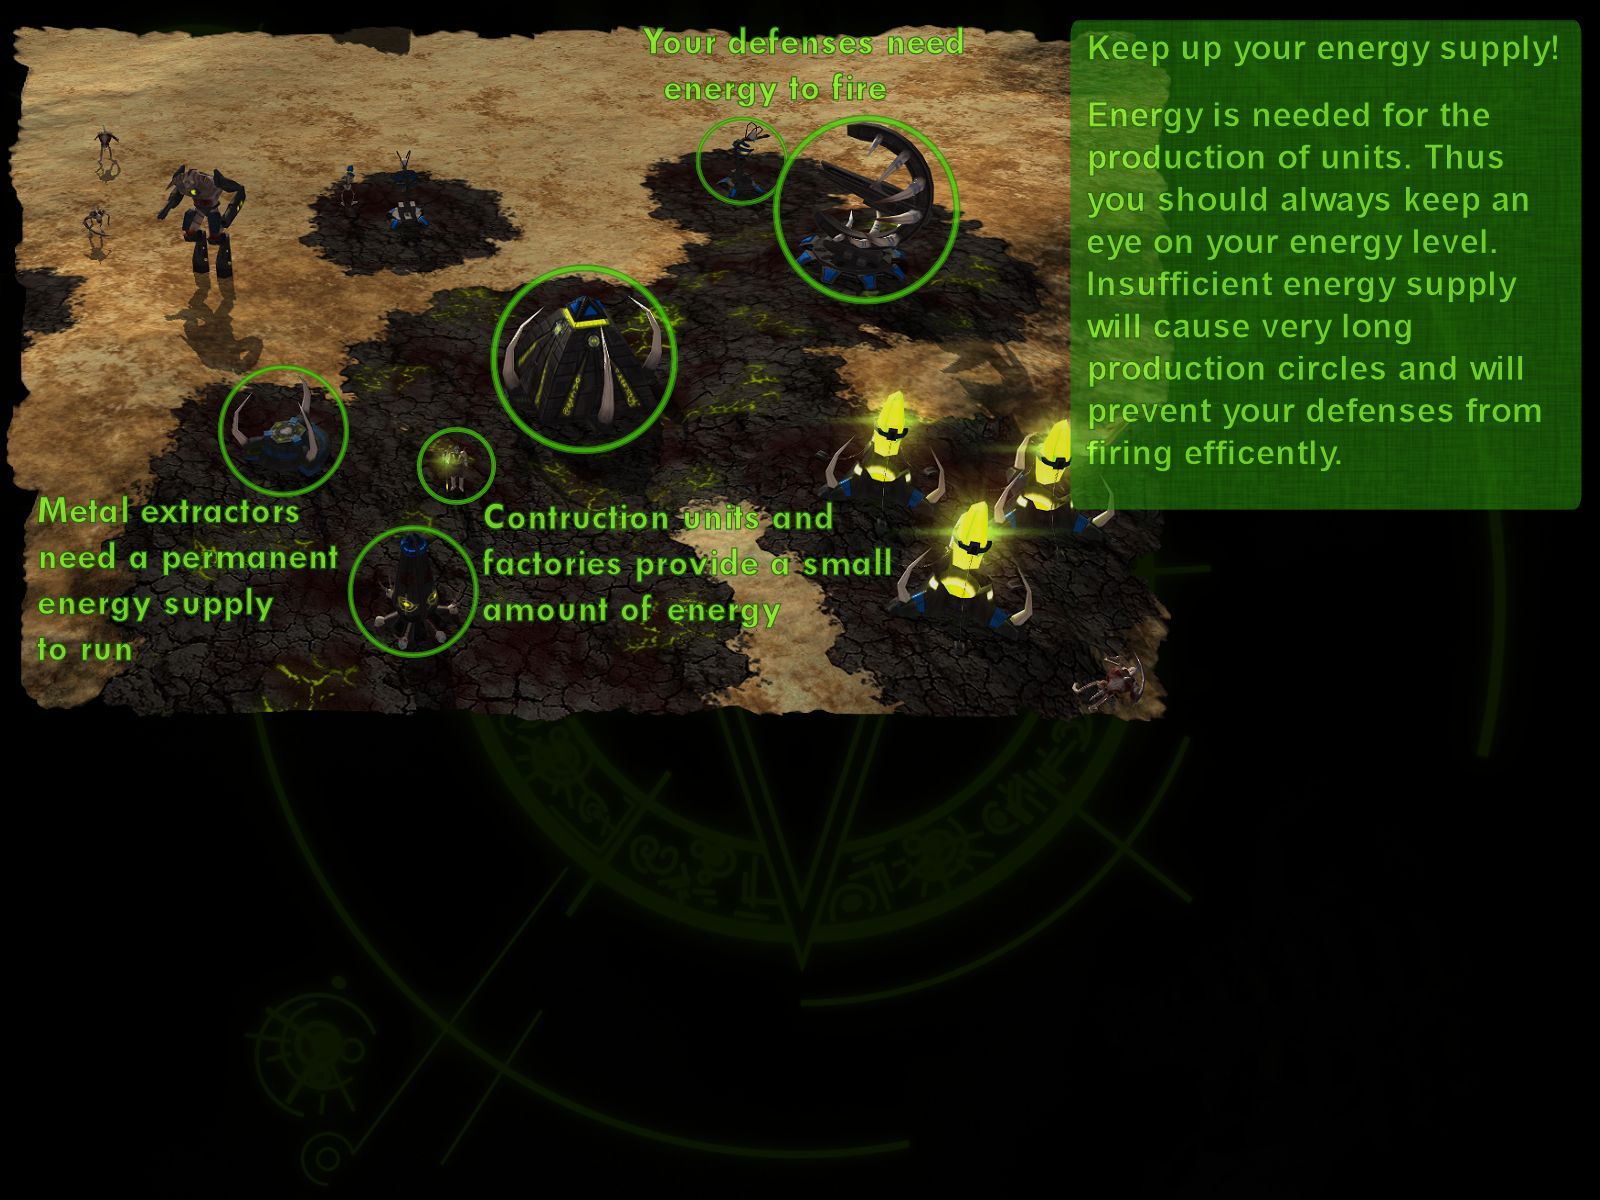 Your defenses need
energy to fire
Keep up your energy supply!
Energy is needed for the
production of units. Thus
you should always keep an
eye on your energy level.
Insufficient energy supply
will cause very long
production circles and will
prevent your defenses from
firing efficently.
Metal extractors
need a permanent
energy supply
to run
Contruction units and
factories provide a small
amount of energy